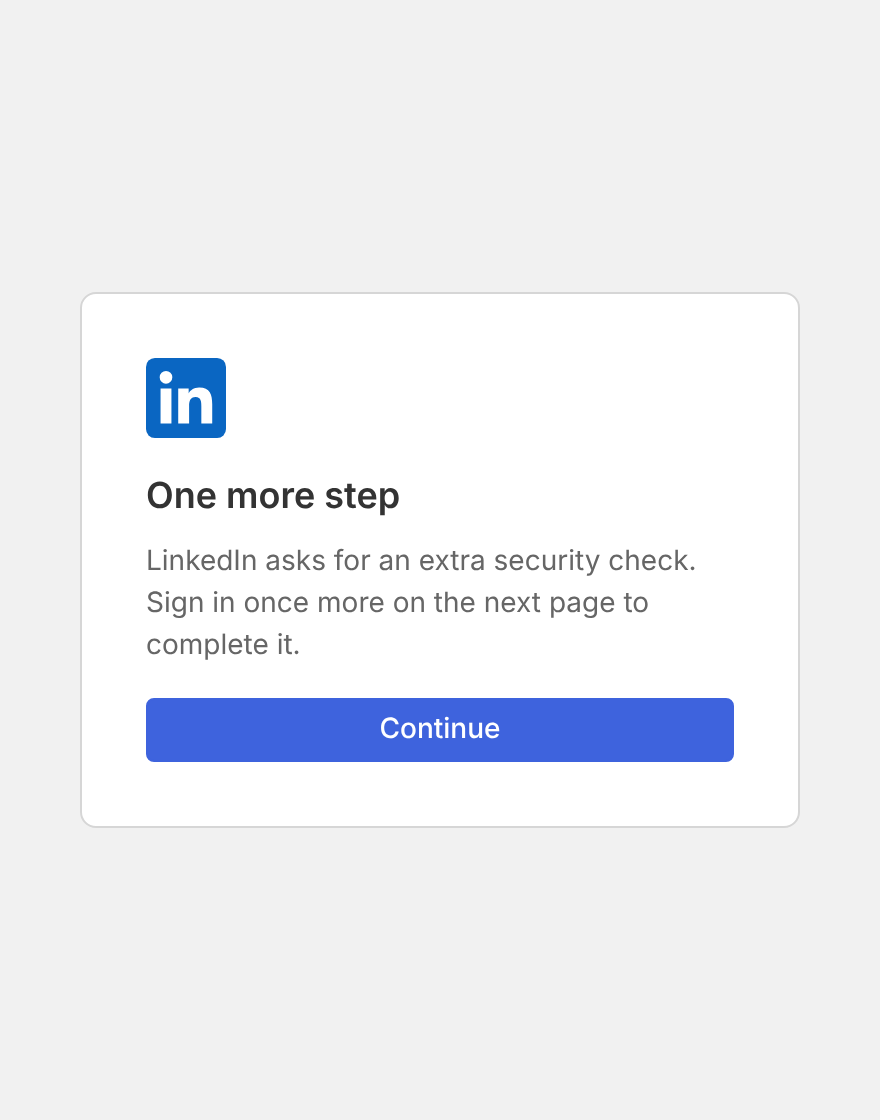 in
One more step
LinkedIn asks for an extra security check.
Sign in once more on the next page to
complete it.
Continue